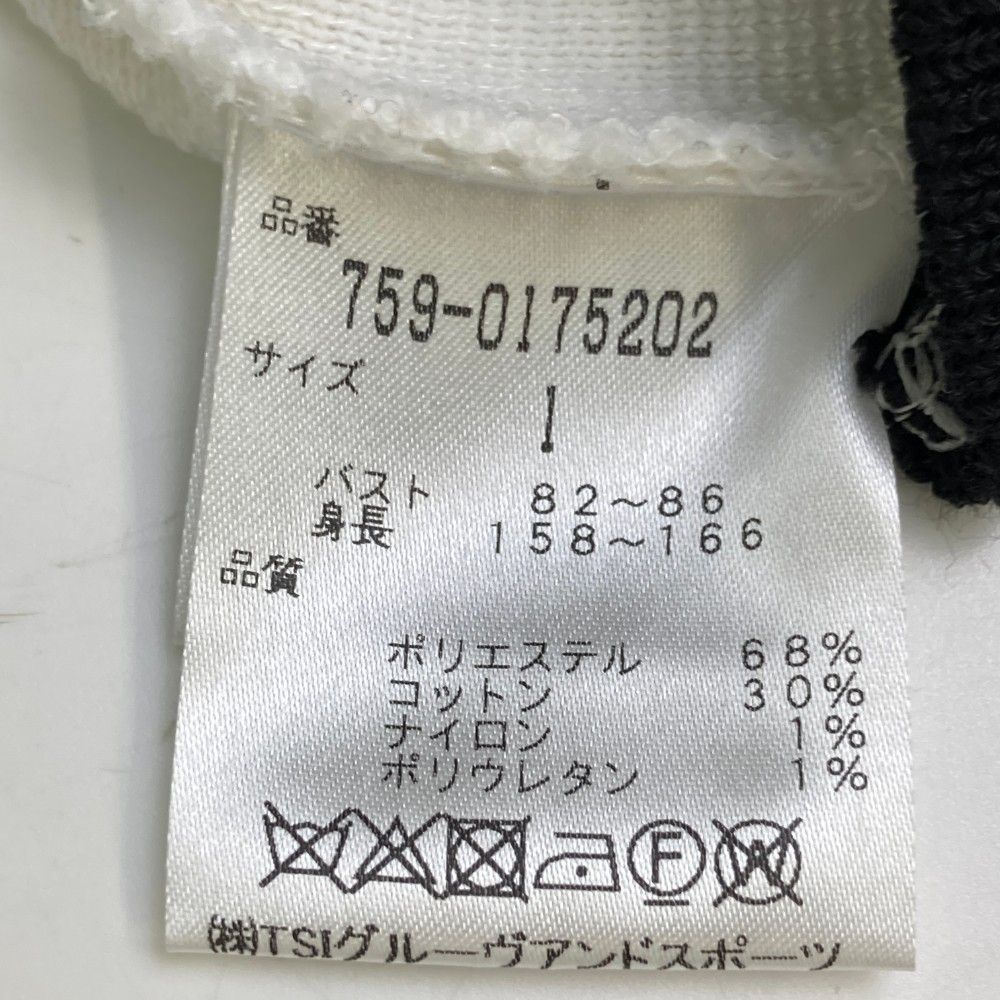 品番
759-0175202
サイズ
1
バスト 82～86
身長 158～166
品質
ポリエステル 68%
コットン 30%
ナイロン 1%
ポリウレタン 1%
F W
㈱TSIグルーヴアンドスポーツ